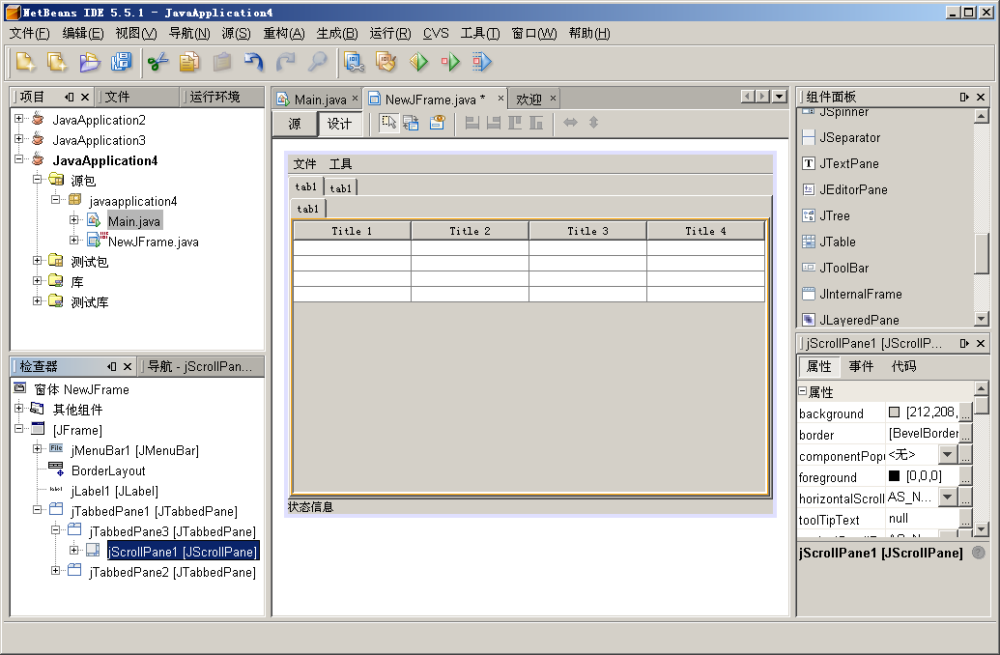 NetBeans IDE 5.5.1 - JavaApplication4
文件(F) 编辑(E) 视图(V) 导航(N) 源(S) 重构(A) 生成(B) 运行(R) CVS 工具(T) 窗口(W) 帮助(H)
项目 文件 运行环境
JavaApplication2
JavaApplication3
JavaApplication4
源包
javaapplication4
Main.java
NewJFrame.java
测试包
库
测试库
检查器 导航 - jScrollPan...
窗体 NewJFrame
其他组件
[JFrame]
File jMenuBar1 [JMenuBar]
BorderLayout
label jLabel1 [JLabel]
jTabbedPane1 [JTabbedPane]
jTabbedPane3 [JTabbedPane]
jScrollPane1 [JScrollPane]
jTabbedPane2 [JTabbedPane]
Main.java NewJFrame.java * 欢迎
源 设计
文件 工具
tab1 tab1
tab1
Title 1 Title 2 Title 3 Title 4
状态信息
组件面板
JSpinner
JSeparator
JTextPane
JEditorPane
JTree
JTable
JToolBar
JInternalFrame
JLayeredPane
jScrollPane1 [JScrollP...
属性 事件 代码
属性
background [212,208,
border [BevelBorder
componentPopu <无>
foreground [0,0,0]
horizontalScroll AS_N...
toolTipText null
jScrollPane1 [JScrollPane]